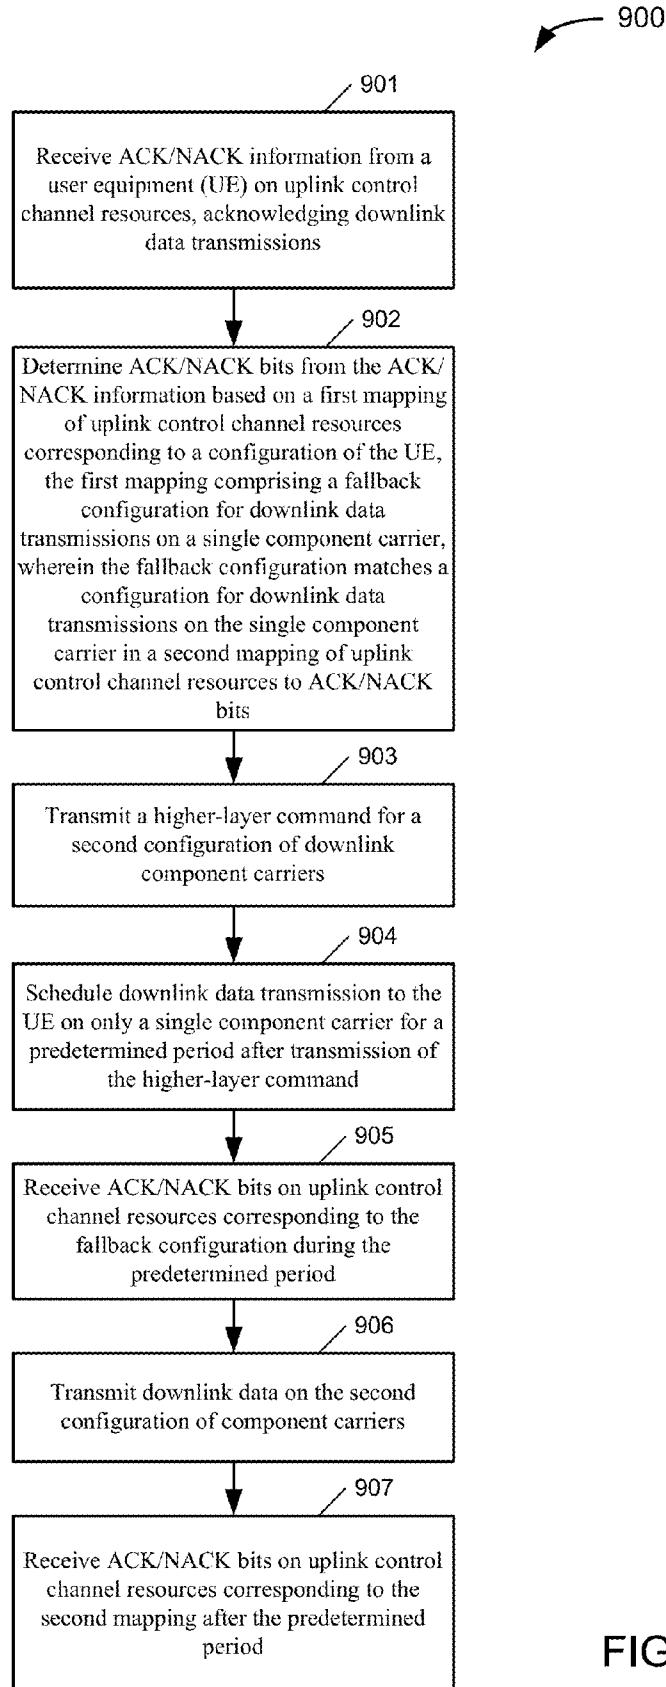 900
901
Receive ACK/NACK information from a
user equipment (UE) on uplink control
channel resources, acknowledging downlink
data transmissions
902
Determine ACK/NACK bits from the ACK/
NACK information based on a first mapping
of uplink control channel resources
corresponding to a configuration of the UE,
the first mapping comprising a fallback
configuration for downlink data
transmissions on a single component carrier,
wherein the fallback configuration matches a
configuration for downlink data
transmissions on the single component
carrier in a second mapping of uplink
control channel resources to ACK/NACK
bits
903
Transmit a higher-layer command for a
second configuration of downlink
component carriers
904
Schedule downlink data transmission to the
UE on only a single component carrier for a
predetermined period after transmission of
the higher-layer command
905
Receive ACK/NACK bits on uplink control
channel resources corresponding to the
fallback configuration during the
predetermined period
906
Transmit downlink data on the second
configuration of component carriers
907
Receive ACK/NACK bits on uplink control
channel resources corresponding to the
second mapping after the predetermined
period
FIG